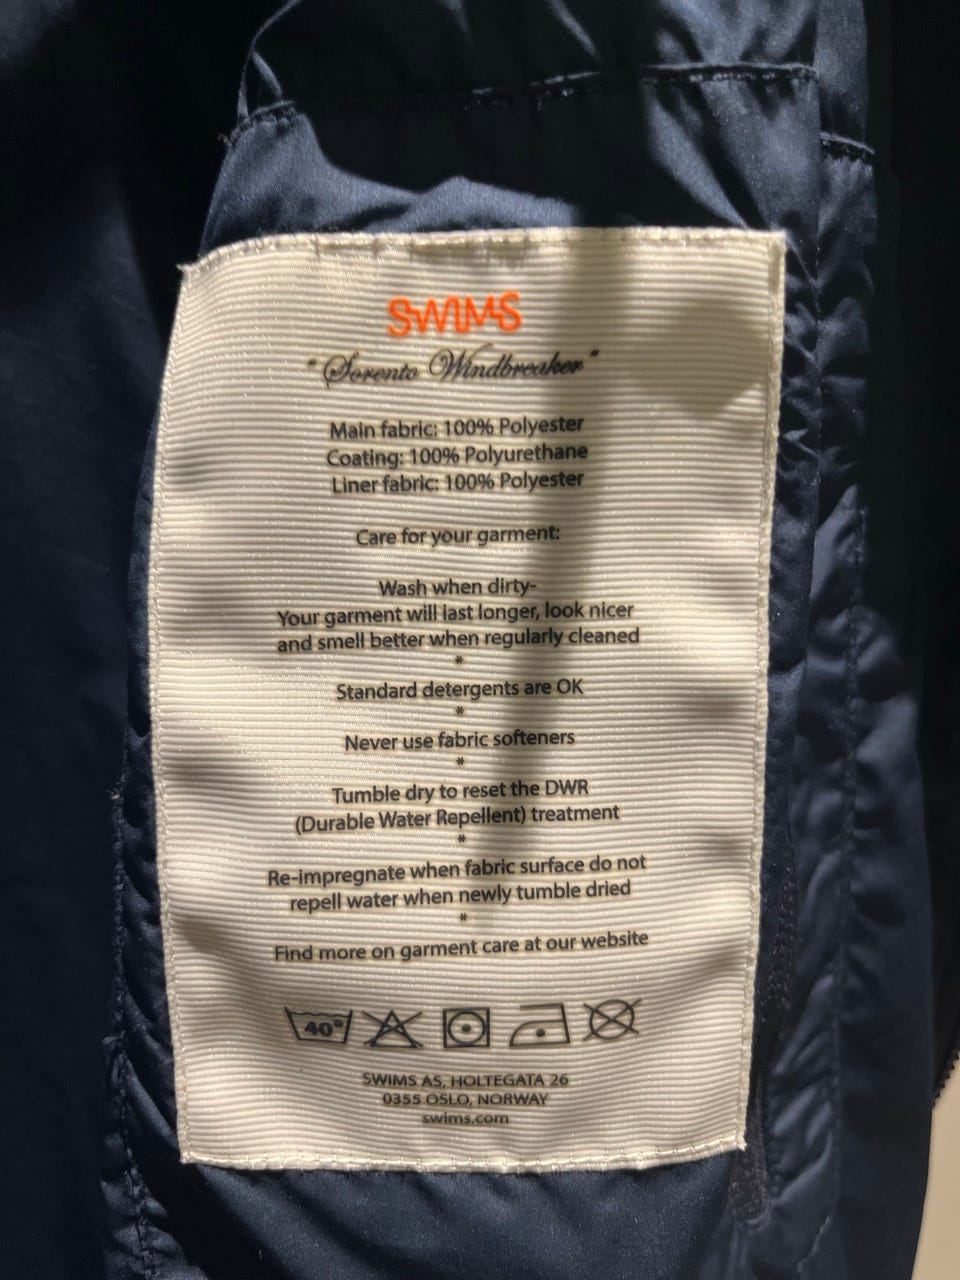 SWIMS
"Sorento Windbreaker"
Main fabric: 100% Polyester
Coating: 100% Polyurethane
Liner fabric: 100% Polyester
Care for your garment:
Wash when dirty-
Your garment will last longer, look nicer
and smell better when regularly cleaned
*
Standard detergents are OK
*
Never use fabric softeners
*
Tumble dry to reset the DWR
(Durable Water Repellent) treatment
*
Re-impregnate when fabric surface do not
repell water when newly tumble dried
*
Find more on garment care at our website
40°
SWIMS AS, HOLTEGATA 26
0355 OSLO, NORWAY
swims.com